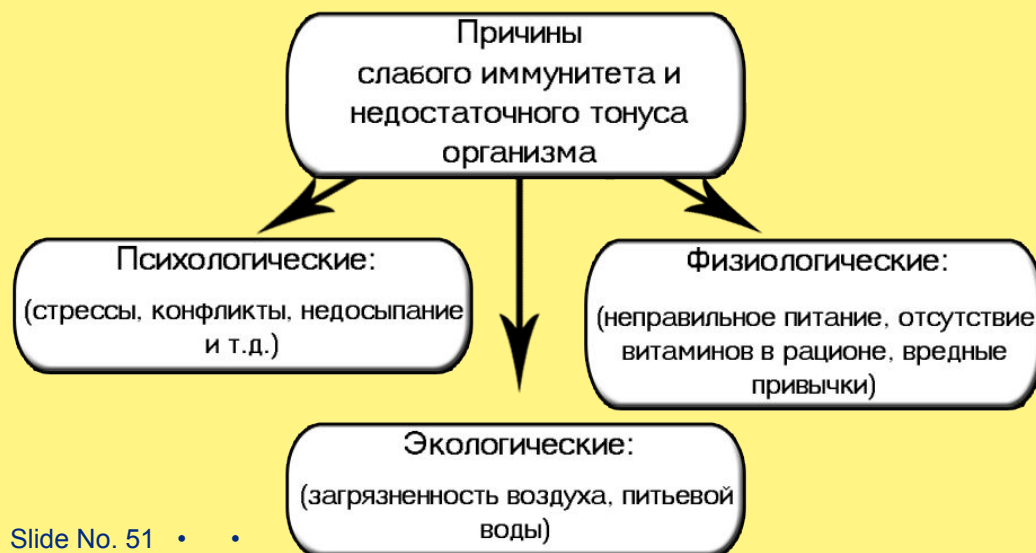 Причины
слабого иммунитета и
недостаточного тонуса
организма
Психологические:
(стрессы, конфликты, недосыпание
и т.д.)
Физиологические:
(неправильное питание, отсутствие
витаминов в рационе, вредные
привычки)
Экологические:
(загрязненность воздуха, питьевой
воды)
Slide No. 51 • •